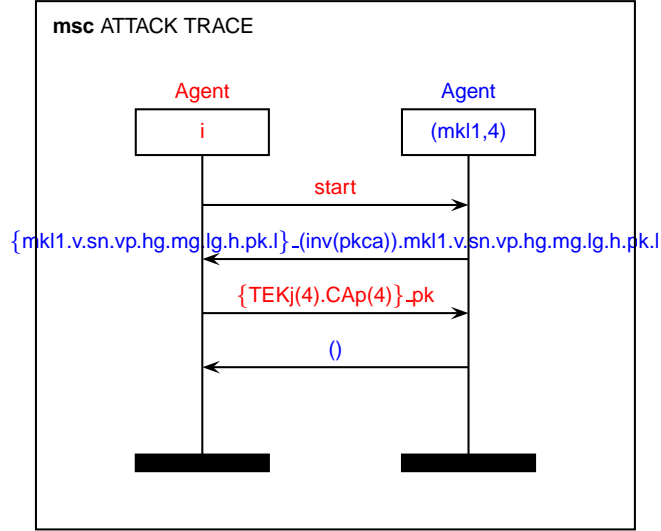 msc ATTACK TRACE
Agent Agent
i (mkl1,4)
start
{mkl1.v.sn.vp.hg.mg.lg.h.pk.l}_(inv(pkca)).mkl1.v.sn.vp.hg.mg.lg.h.pk.l
{TEKj(4).CAp(4)}_pk
()